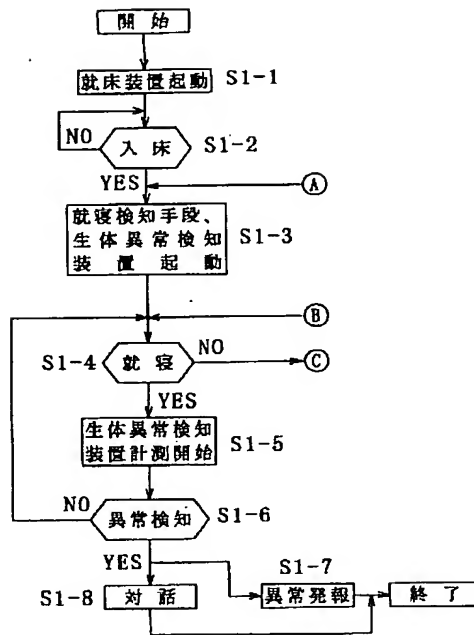 開始
就床装置起動 S1-1
NO 入床 S1-2
YES Ⓐ
就寝検知手段、
生体異常検知
装置起動
S1-3
Ⓑ
NO
S1-4 就寝 Ⓒ
YES
生体異常検知
装置計測開始
S1-5
NO 異常検知 S1-6
YES S1-7
S1-8 対話 異常発報 終了